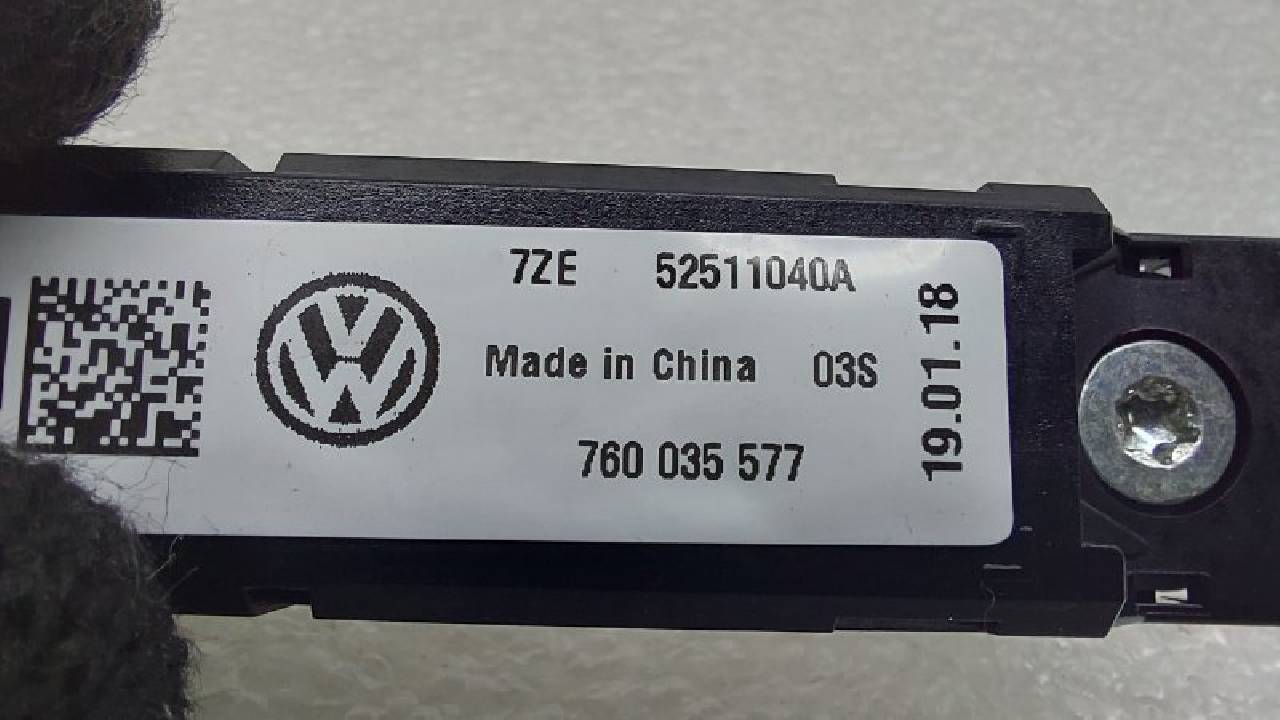 7ZE 52511040A
Made in China 03S
760 035 577
19.01.18